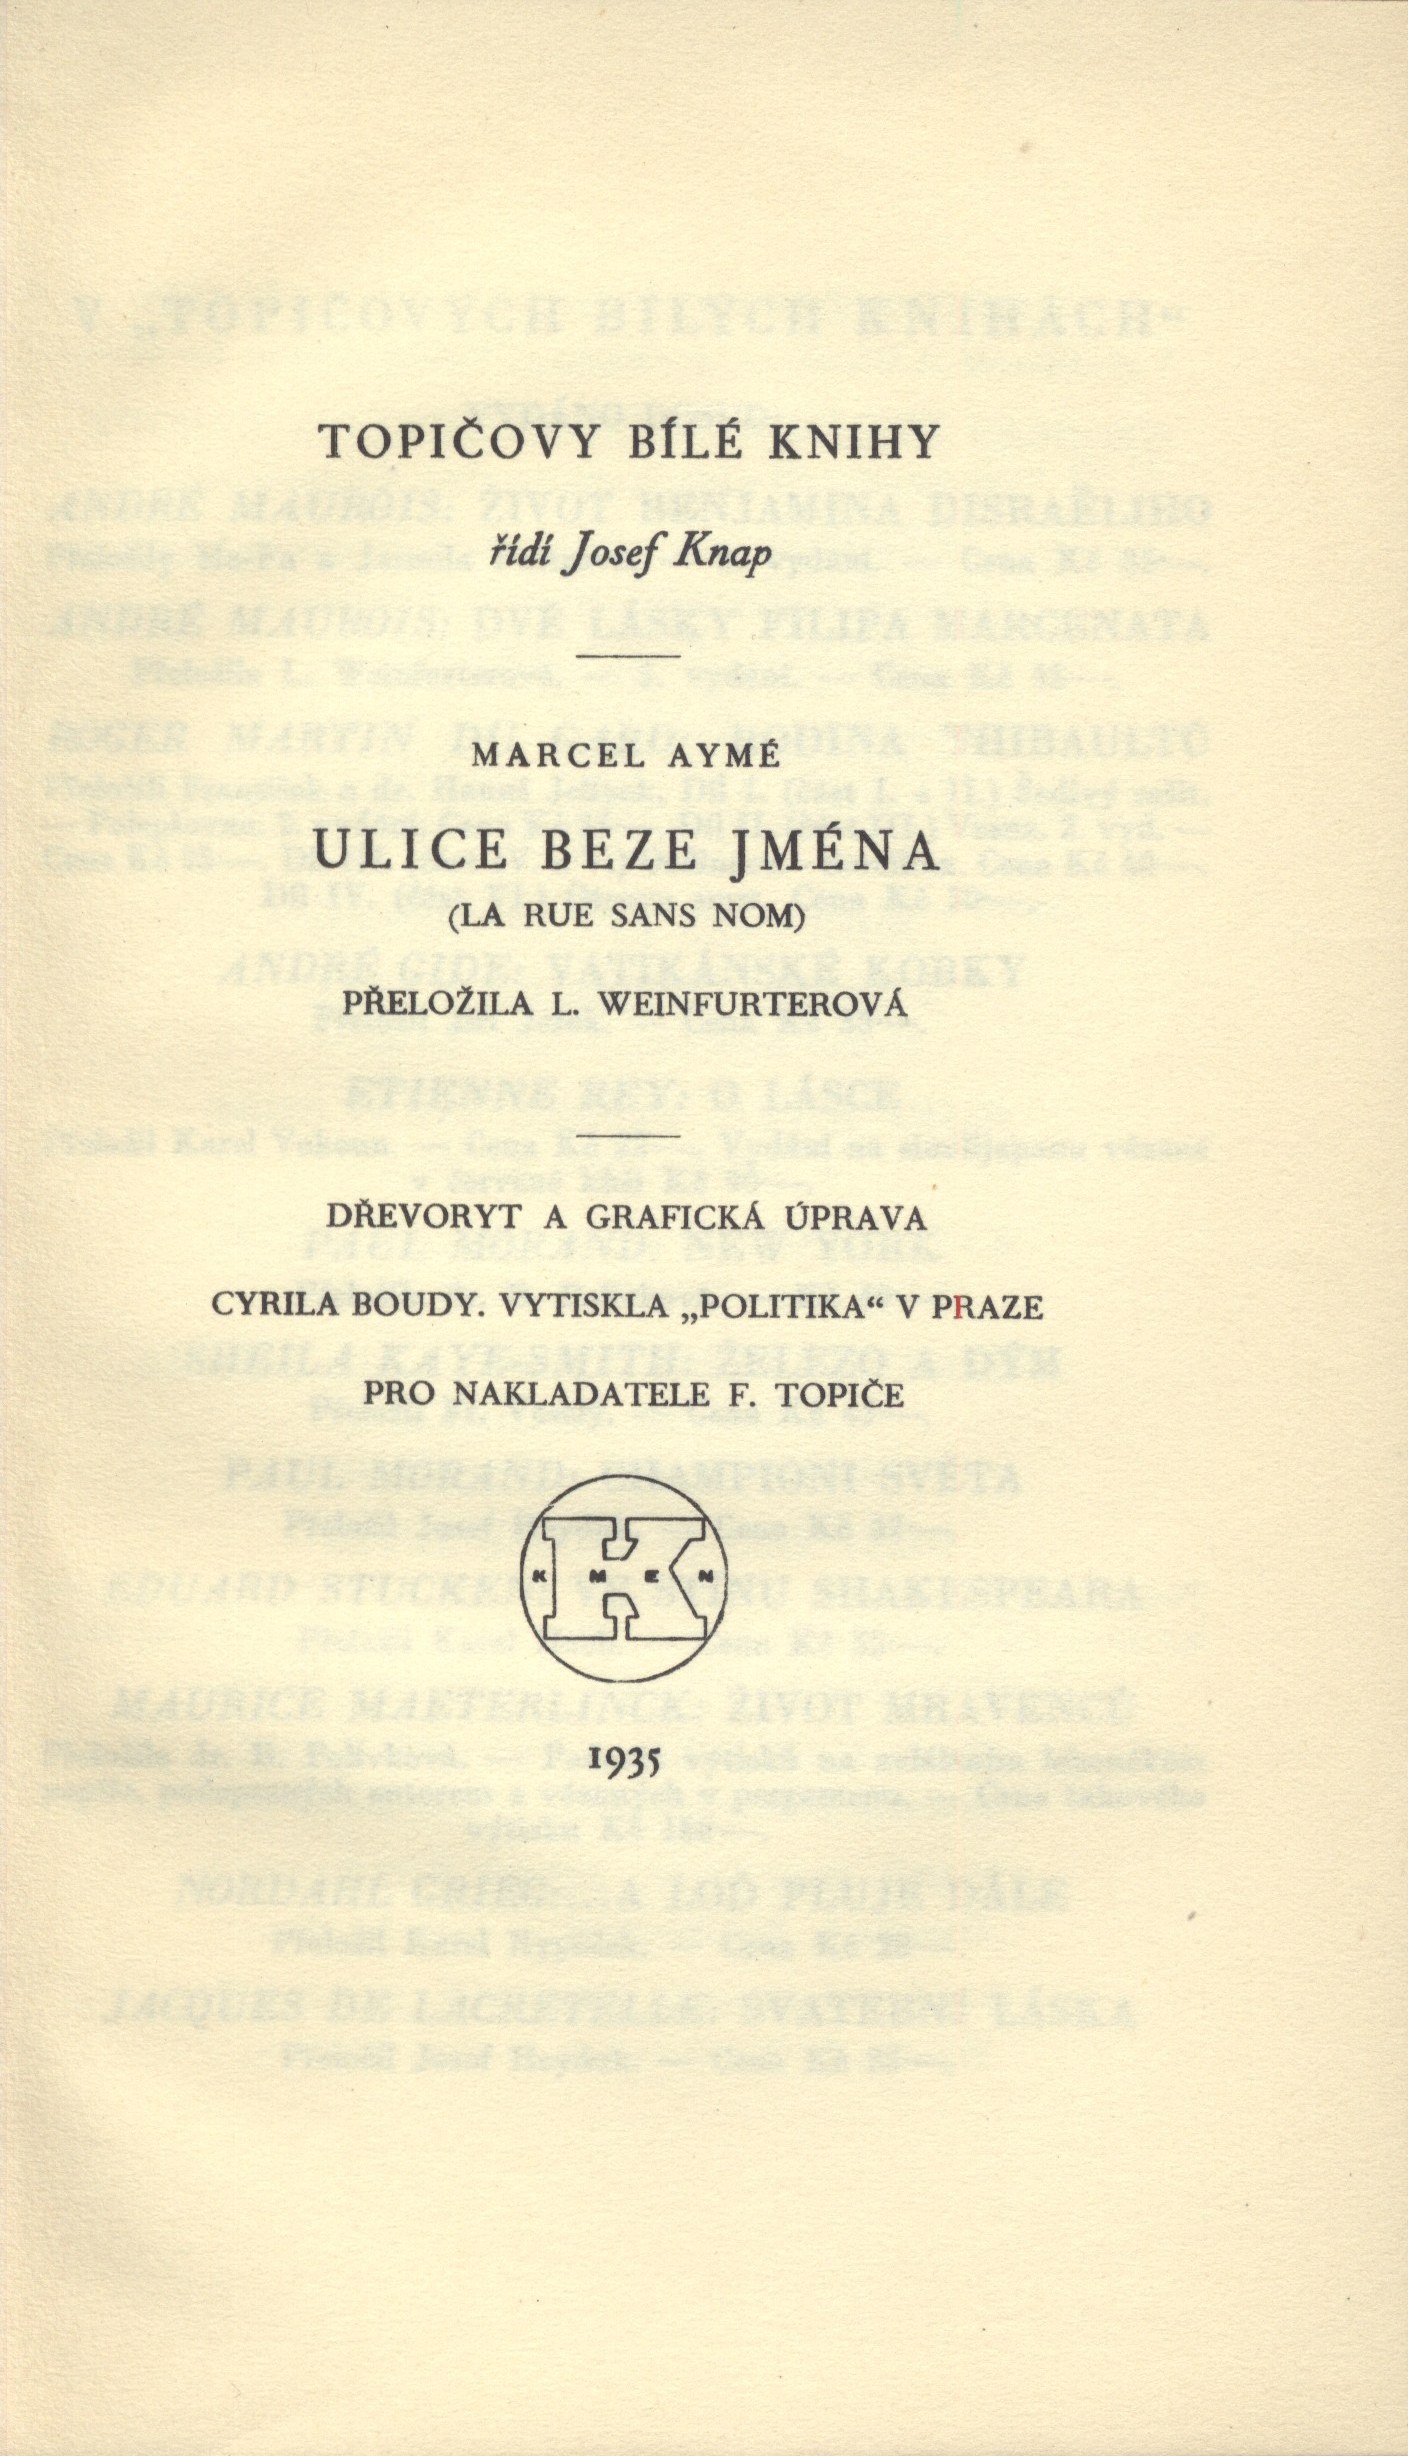 TOPIČOVY BÍLÉ KNIHY
řídí Josef Knap
MARCEL AYMÉ
ULICE BEZE JMÉNA
(LA RUE SANS NOM)
PŘELOŽILA L. WEINFURTEROVÁ
DŘEVORYT A GRAFICKÁ ÚPRAVA
CYRILA BOUDY. VYTISKLA „POLITIKA“ V PRAZE
PRO NAKLADATELE F. TOPIČE
K M E N
1935